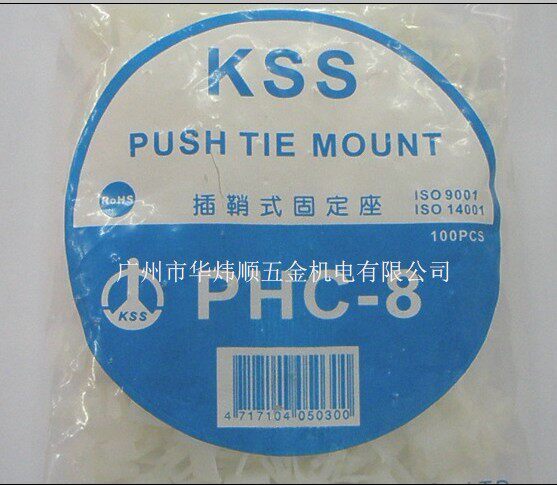 KSS
PUSH TIE MOUNT
RoHS
插鞘式固定座
ISO 9001
ISO 14001
100PCS
广州市华炜顺五金机电有限公司
KSS
PHC-8
4 717104 050300